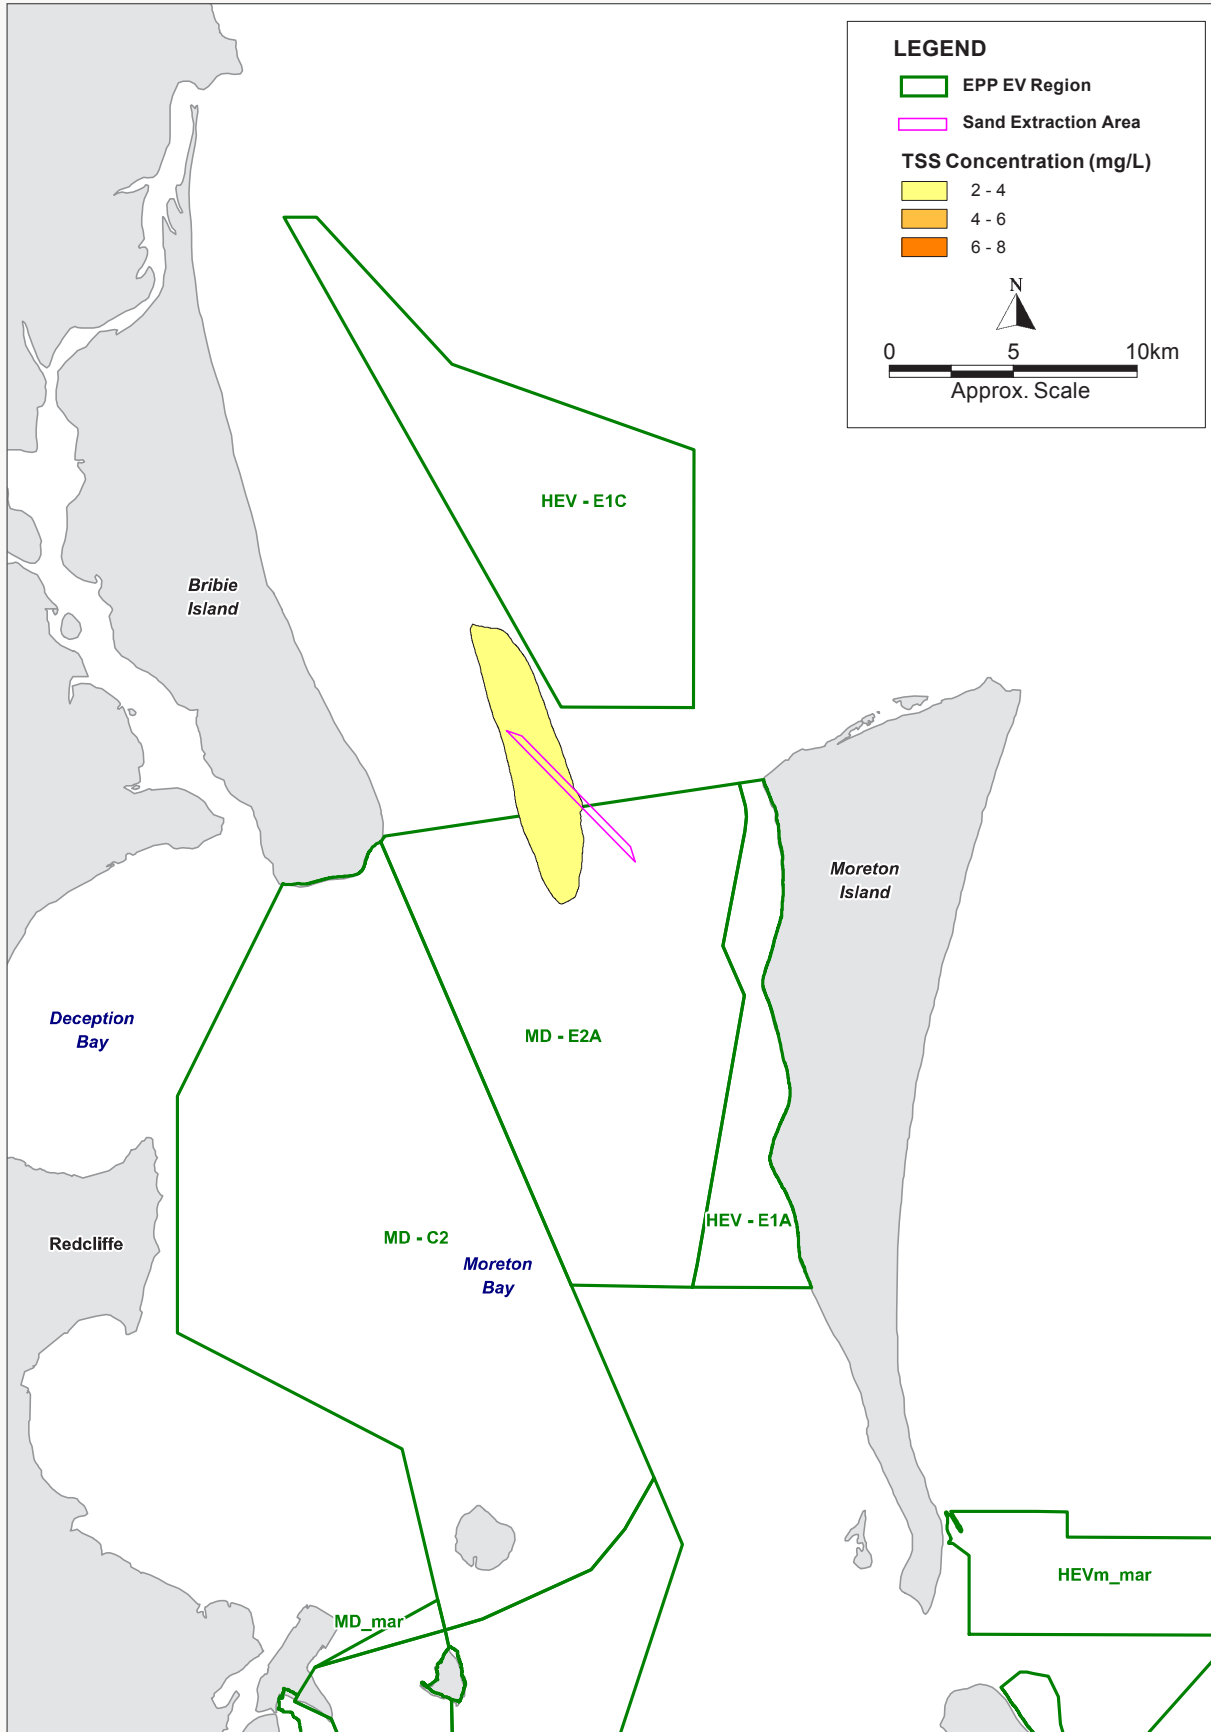 LEGEND
EPP EV Region
Sand Extraction Area
TSS Concentration (mg/L)
2 - 4
4 - 6
6 - 8
N
0 5 10km
Approx. Scale
HEV - E1C
Bribie
Island
Moreton
Island
Deception
Bay
MD - E2A
HEV - E1A
Redcliffe
MD - C2
Moreton
Bay
HEVm_mar
MD_mar